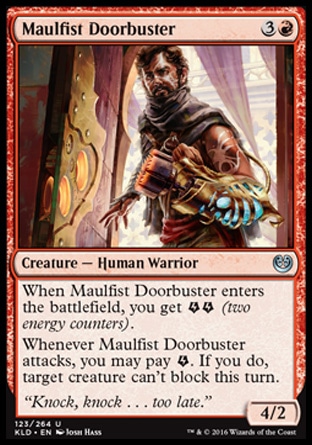 Maulfist Doorbuster 3
Creature — Human Warrior
When Maulfist Doorbuster enters
the battlefield, you get (two
energy counters).
Whenever Maulfist Doorbuster
attacks, you may pay . If you do,
target creature can't block this turn.
"Knock, knock . . . too late."
4/2
123/264 U
KLD • EN Josh Hass
™ & © 2016 Wizards of the Coast